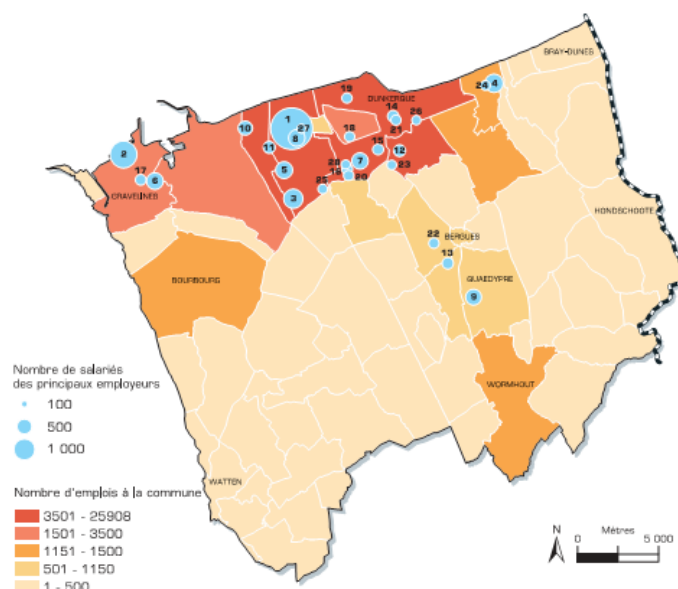 BRAY-DUNES
19
DUNKERQUE
24 4
14
26
10
1
27
21
8
18
11
15
12
2
28
7
23
17
6
5
16
20
GRAVELINES
25
3
HONDSCHOOTE
22
BERGUES
13
BOURBOURG
QUAEDYPRE
9
Nombre de salariés
des principaux employeurs
100
500
1 000
WORMHOUT
WATTEN
Nombre d'emplois à la commune
3501 - 25908
1501 - 3500
1151 - 1500
501 - 1150
1 - 500
N
Mètres
0 5 000